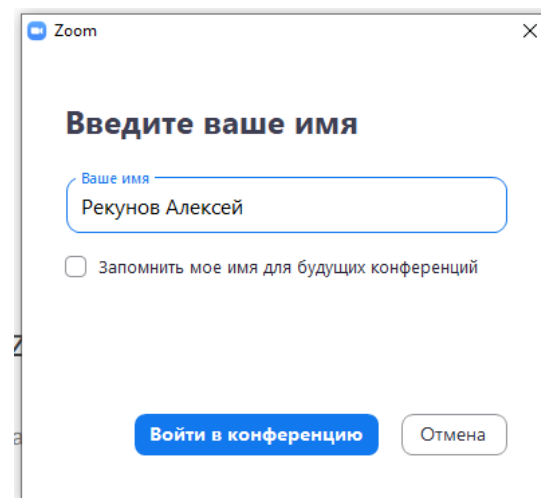 Zoom
Введите ваше имя
Ваше имя
Рекунов Алексей
Запомнить мое имя для будущих конференций
Войти в конференцию
Отмена